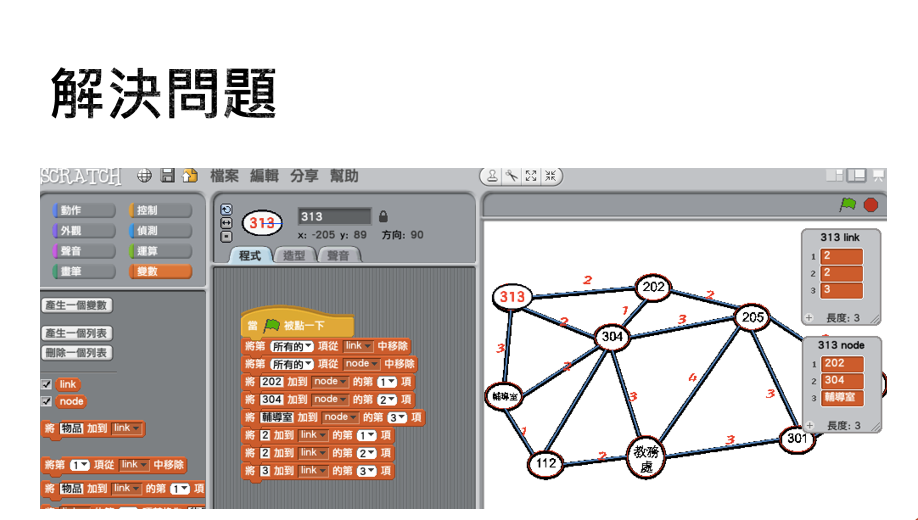 解決問題
SCRATCH 檔案 編輯 分享 幫助
動作 控制
外觀 偵測
聲音 運算
畫筆 變數
產生一個變數
產生一個列表
刪除一個列表
link
node
將 物品 加到 link
將第 1 項從 link 中移除
將 物品 加到 link 的第 1 項
313
313
x: -205 y: 89 方向: 90
程式 造型 聲音
當 被點一下
將第 所有的 項從 link 中移除
將第 所有的 項從 node 中移除
將 202 加到 node 的第 1 項
將 304 加到 node 的第 2 項
將 輔導室 加到 node 的第 3 項
將 2 加到 link 的第 1 項
將 2 加到 link 的第 2 項
將 3 加到 link 的第 3 項
313 link
1 2
2 2
3 3
+ 長度: 3
313 node
1 202
2 304
3 輔導室
+ 長度: 3
2
202
313
2
1
2
3
205
304
3
2
輔導室
3
4
3
1
112
2
教務
處
3
301